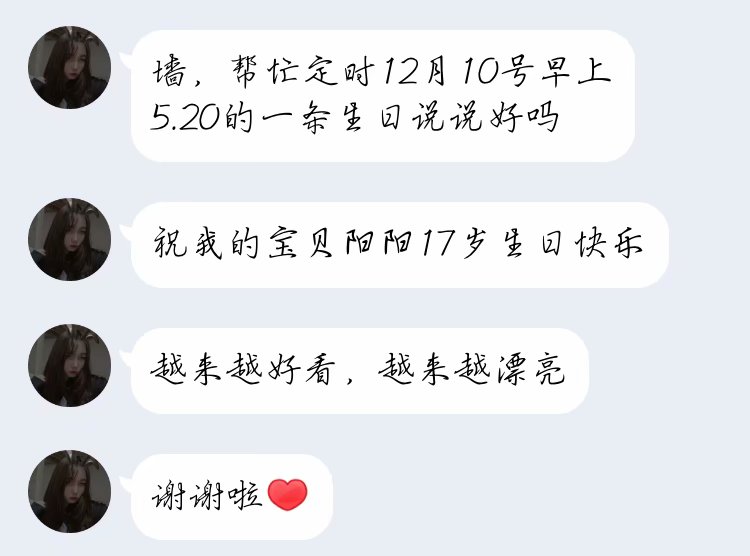 墙，帮忙定时12月10号早上
5.20的一条生日说说好吗
祝我的宝贝阳阳17岁生日快乐
越来越好看，越来越漂亮
谢谢啦❤